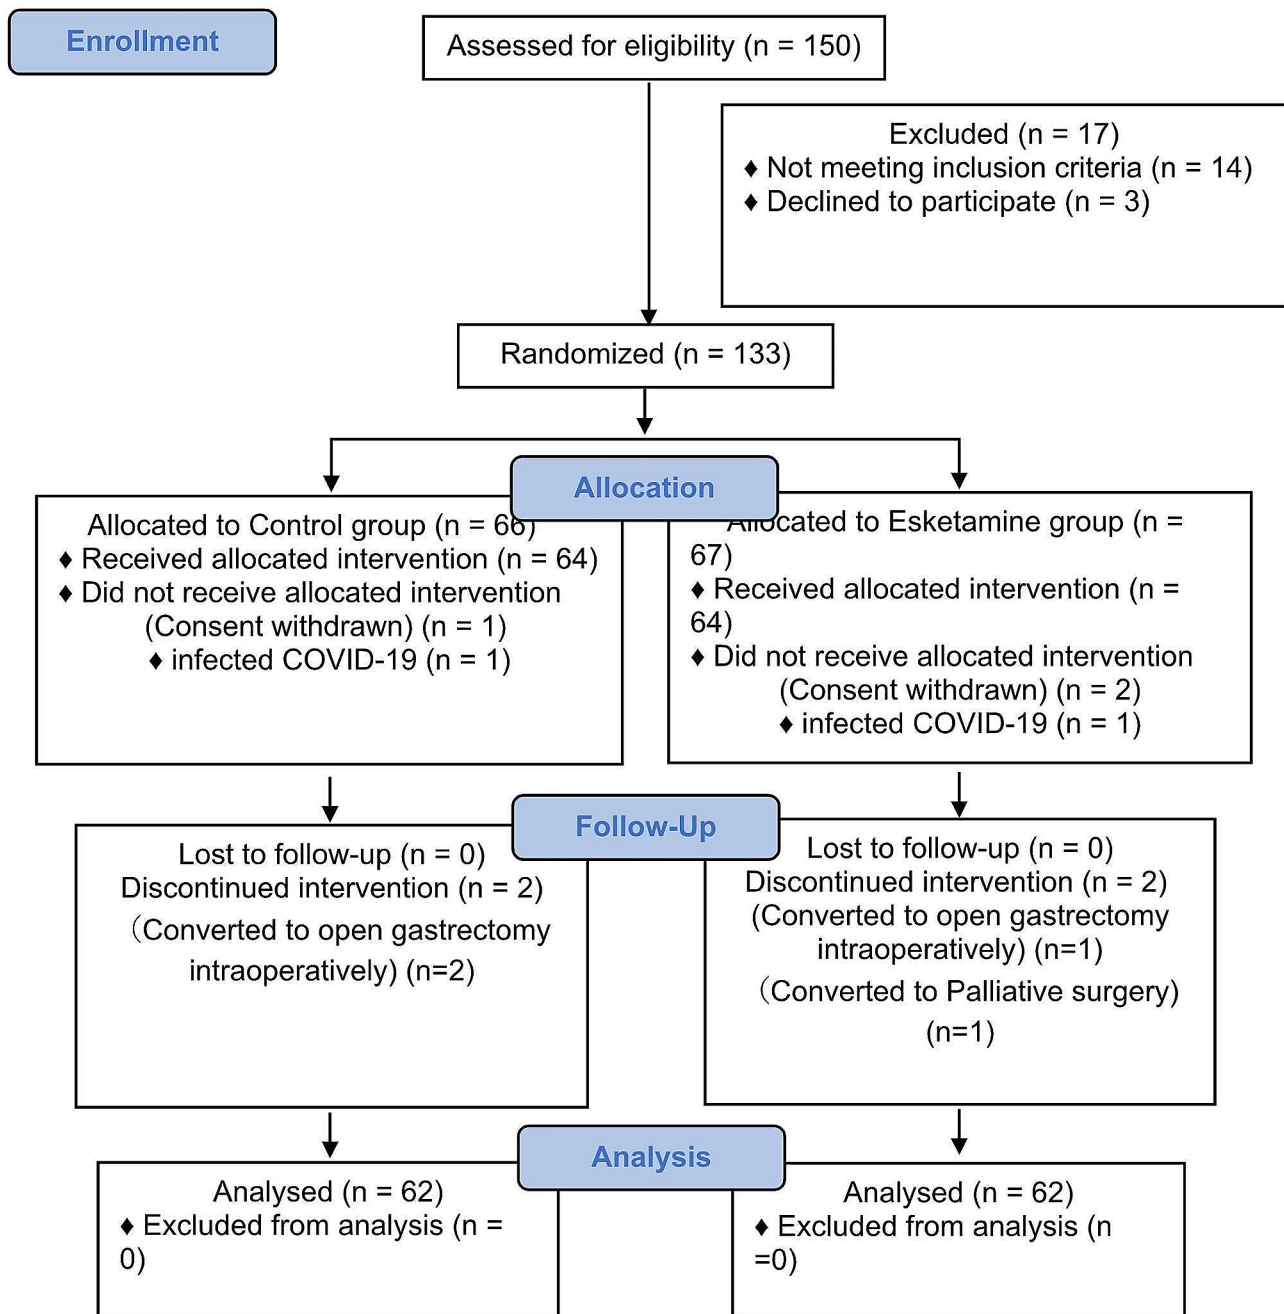 Enrollment
Assessed for eligibility (n = 150)
Excluded (n = 17)
♦ Not meeting inclusion criteria (n = 14)
♦ Declined to participate (n = 3)
Randomized (n = 133)
Allocation
Allocated to Control group (n = 66)
♦ Received allocated intervention (n = 64)
♦ Did not receive allocated intervention
(Consent withdrawn) (n = 1)
♦ infected COVID-19 (n = 1)
Allocated to Esketamine group (n =
67)
♦ Received allocated intervention (n =
64)
♦ Did not receive allocated intervention
(Consent withdrawn) (n = 2)
♦ infected COVID-19 (n = 1)
Follow-Up
Lost to follow-up (n = 0)
Discontinued intervention (n = 2)
（Converted to open gastrectomy
intraoperatively) (n=2)
Lost to follow-up (n = 0)
Discontinued intervention (n = 2)
(Converted to open gastrectomy
intraoperatively) (n=1)
（Converted to Palliative surgery)
(n=1)
Analysis
Analysed (n = 62)
♦ Excluded from analysis (n =
0)
Analysed (n = 62)
♦ Excluded from analysis (n
=0)